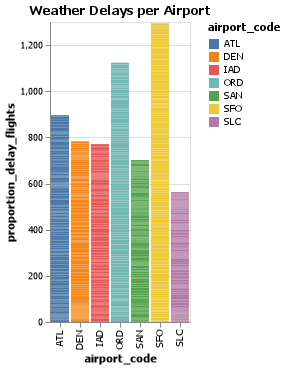 Weather Delays per Airport
proportion_delay_flights
1,200
1,000
800
600
400
200
0
ATL
DEN
IAD
ORD
SAN
SFO
SLC
airport_code
airport_code
ATL
DEN
IAD
ORD
SAN
SFO
SLC